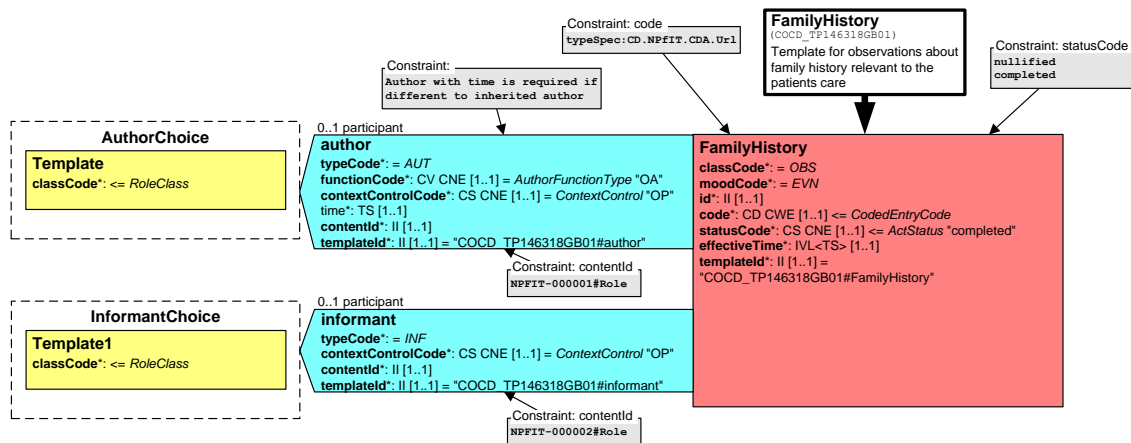 FamilyHistory
(COCD_TP146318GB01)
Template for observations about
family history relevant to the
patients care
Constraint: code
typeSpec:CD.NPfIT.CDA.Url
Constraint: statusCode
nullified
completed
Constraint:
Author with time is required if
different to inherited author
AuthorChoice
Template
classCode*: <= RoleClass
0..1 participant
author
typeCode*: = AUT
functionCode*: CV CNE [1..1] = AuthorFunctionType "OA"
contextControlCode*: CS CNE [1..1] = ContextControl "OP"
time*: TS [1..1]
contentId*: II [1..1]
templateId*: II [1..1] = "COCD_TP146318GB01#author"
Constraint: contentId
NPFIT-000001#Role
FamilyHistory
classCode*: = OBS
moodCode*: = EVN
id*: II [1..1]
code*: CD CWE [1..1] <= CodedEntryCode
statusCode*: CS CNE [1..1] <= ActStatus "completed"
effectiveTime*: IVL<TS> [1..1]
templateId*: II [1..1] =
"COCD_TP146318GB01#FamilyHistory"
InformantChoice
Template1
classCode*: <= RoleClass
0..1 participant
informant
typeCode*: = INF
contextControlCode*: CS CNE [1..1] = ContextControl "OP"
contentId*: II [1..1]
templateId*: II [1..1] = "COCD_TP146318GB01#informant"
Constraint: contentId
NPFIT-000002#Role